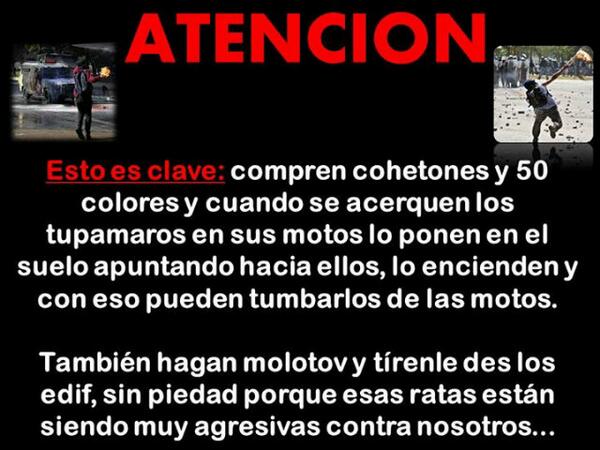 ATENCION
Esto es clave: compren cohetones y 50
colores y cuando se acerquen los
tupamaros en sus motos lo ponen en el
suelo apuntando hacia ellos, lo encienden y
con eso pueden tumbarlos de las motos.
También hagan molotov y tírenle des los
edif, sin piedad porque esas ratas están
siendo muy agresivas contra nosotros...